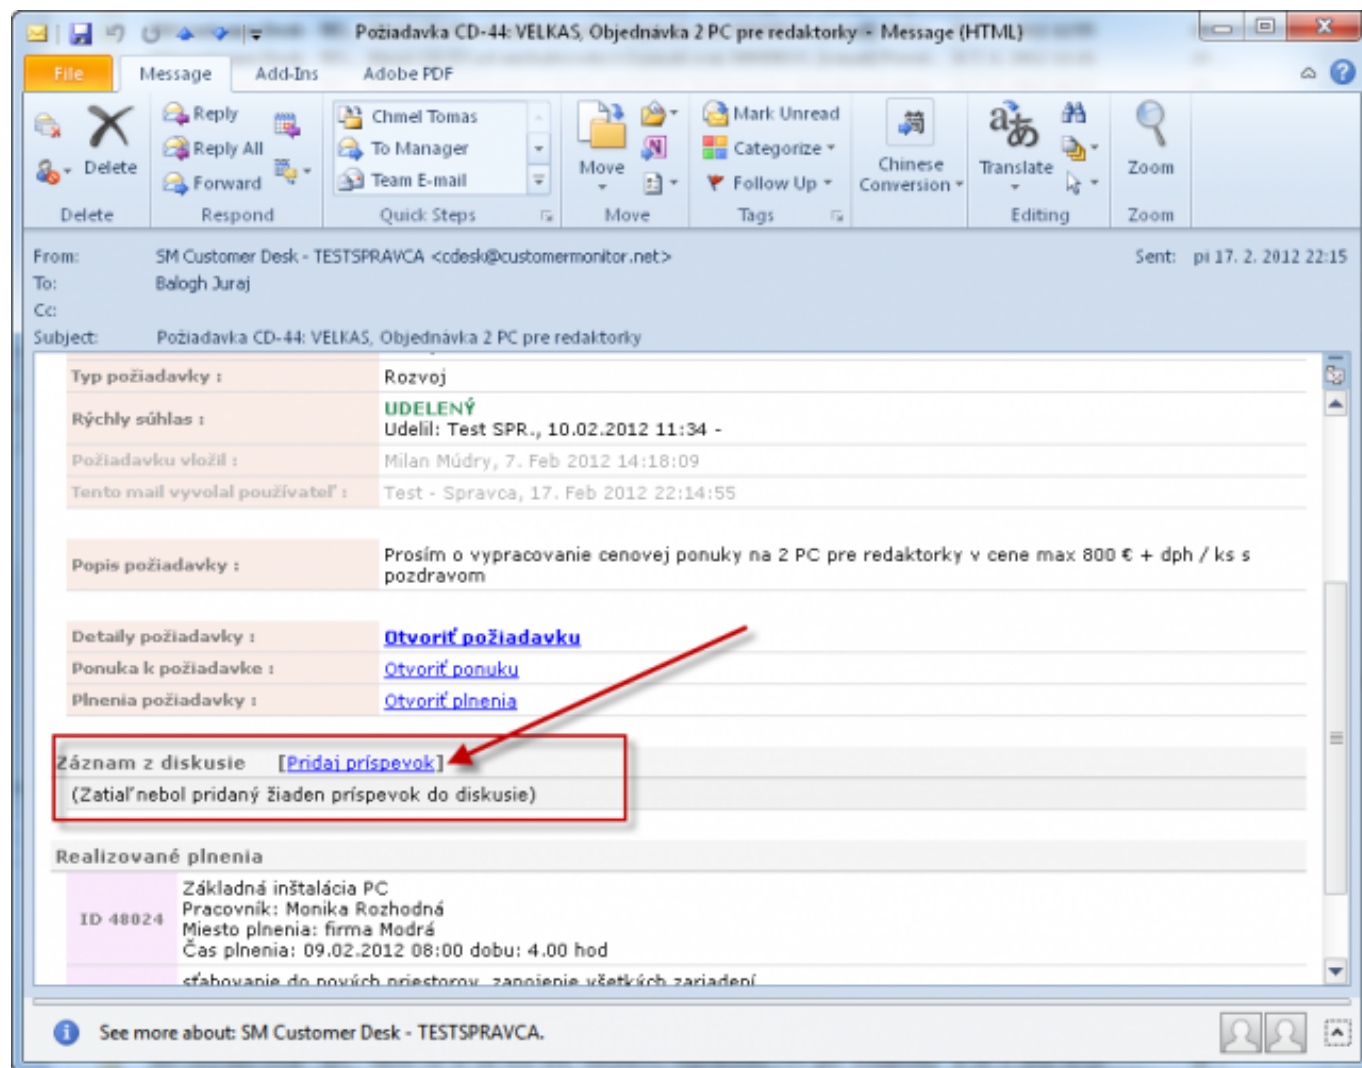 Požiadavka CD-44: VELKAS, Objednávka 2 PC pre redaktorky - Message (HTML)
File Message Add-Ins Adobe PDF
Delete
Delete
Reply
Reply All
Forward
Respond
Chmel Tomas
To Manager
Team E-mail
Quick Steps
Move
Move
Mark Unread
Categorize
Follow Up
Tags
Chinese
Conversion
Translate
Editing
Zoom
Zoom
From: SM Customer Desk - TESTSPRAVCA <cdesk@customermonitor.net> Sent: pi 17. 2. 2012 22:15
To: Balogh Juraj
Cc:
Subject: Požiadavka CD-44: VELKAS, Objednávka 2 PC pre redaktorky
Typ požiadavky : Rozvoj
Rýchly súhlas : UDELENÝ
Udelil: Test SPR., 10.02.2012 11:34 -
Požiadavku vložil : Milan Múdry, 7. Feb 2012 14:18:09
Tento mail vyvolal používateľ : Test - Spravca, 17. Feb 2012 22:14:55
Popis požiadavky : Prosím o vypracovanie cenovej ponuky na 2 PC pre redaktorky v cene max 800 € + dph / ks s
pozdravom
Detaily požiadavky : Otvoriť požiadavku
Ponuka k požiadavke : Otvoriť ponuku
Plnenia požiadavky : Otvoriť plnenia
Záznam z diskusie [Pridaj príspevok]
(Zatiaľ nebol pridaný žiaden príspevok do diskusie)
Realizované plnenia
ID 48024
Základná inštalácia PC
Pracovník: Monika Rozhodná
Miesto plnenia: firma Modrá
Čas plnenia: 09.02.2012 08:00 dobu: 4.00 hod
sťahovanie do nových priestorov, zapojenie všetkých zariadení
See more about: SM Customer Desk - TESTSPRAVCA.